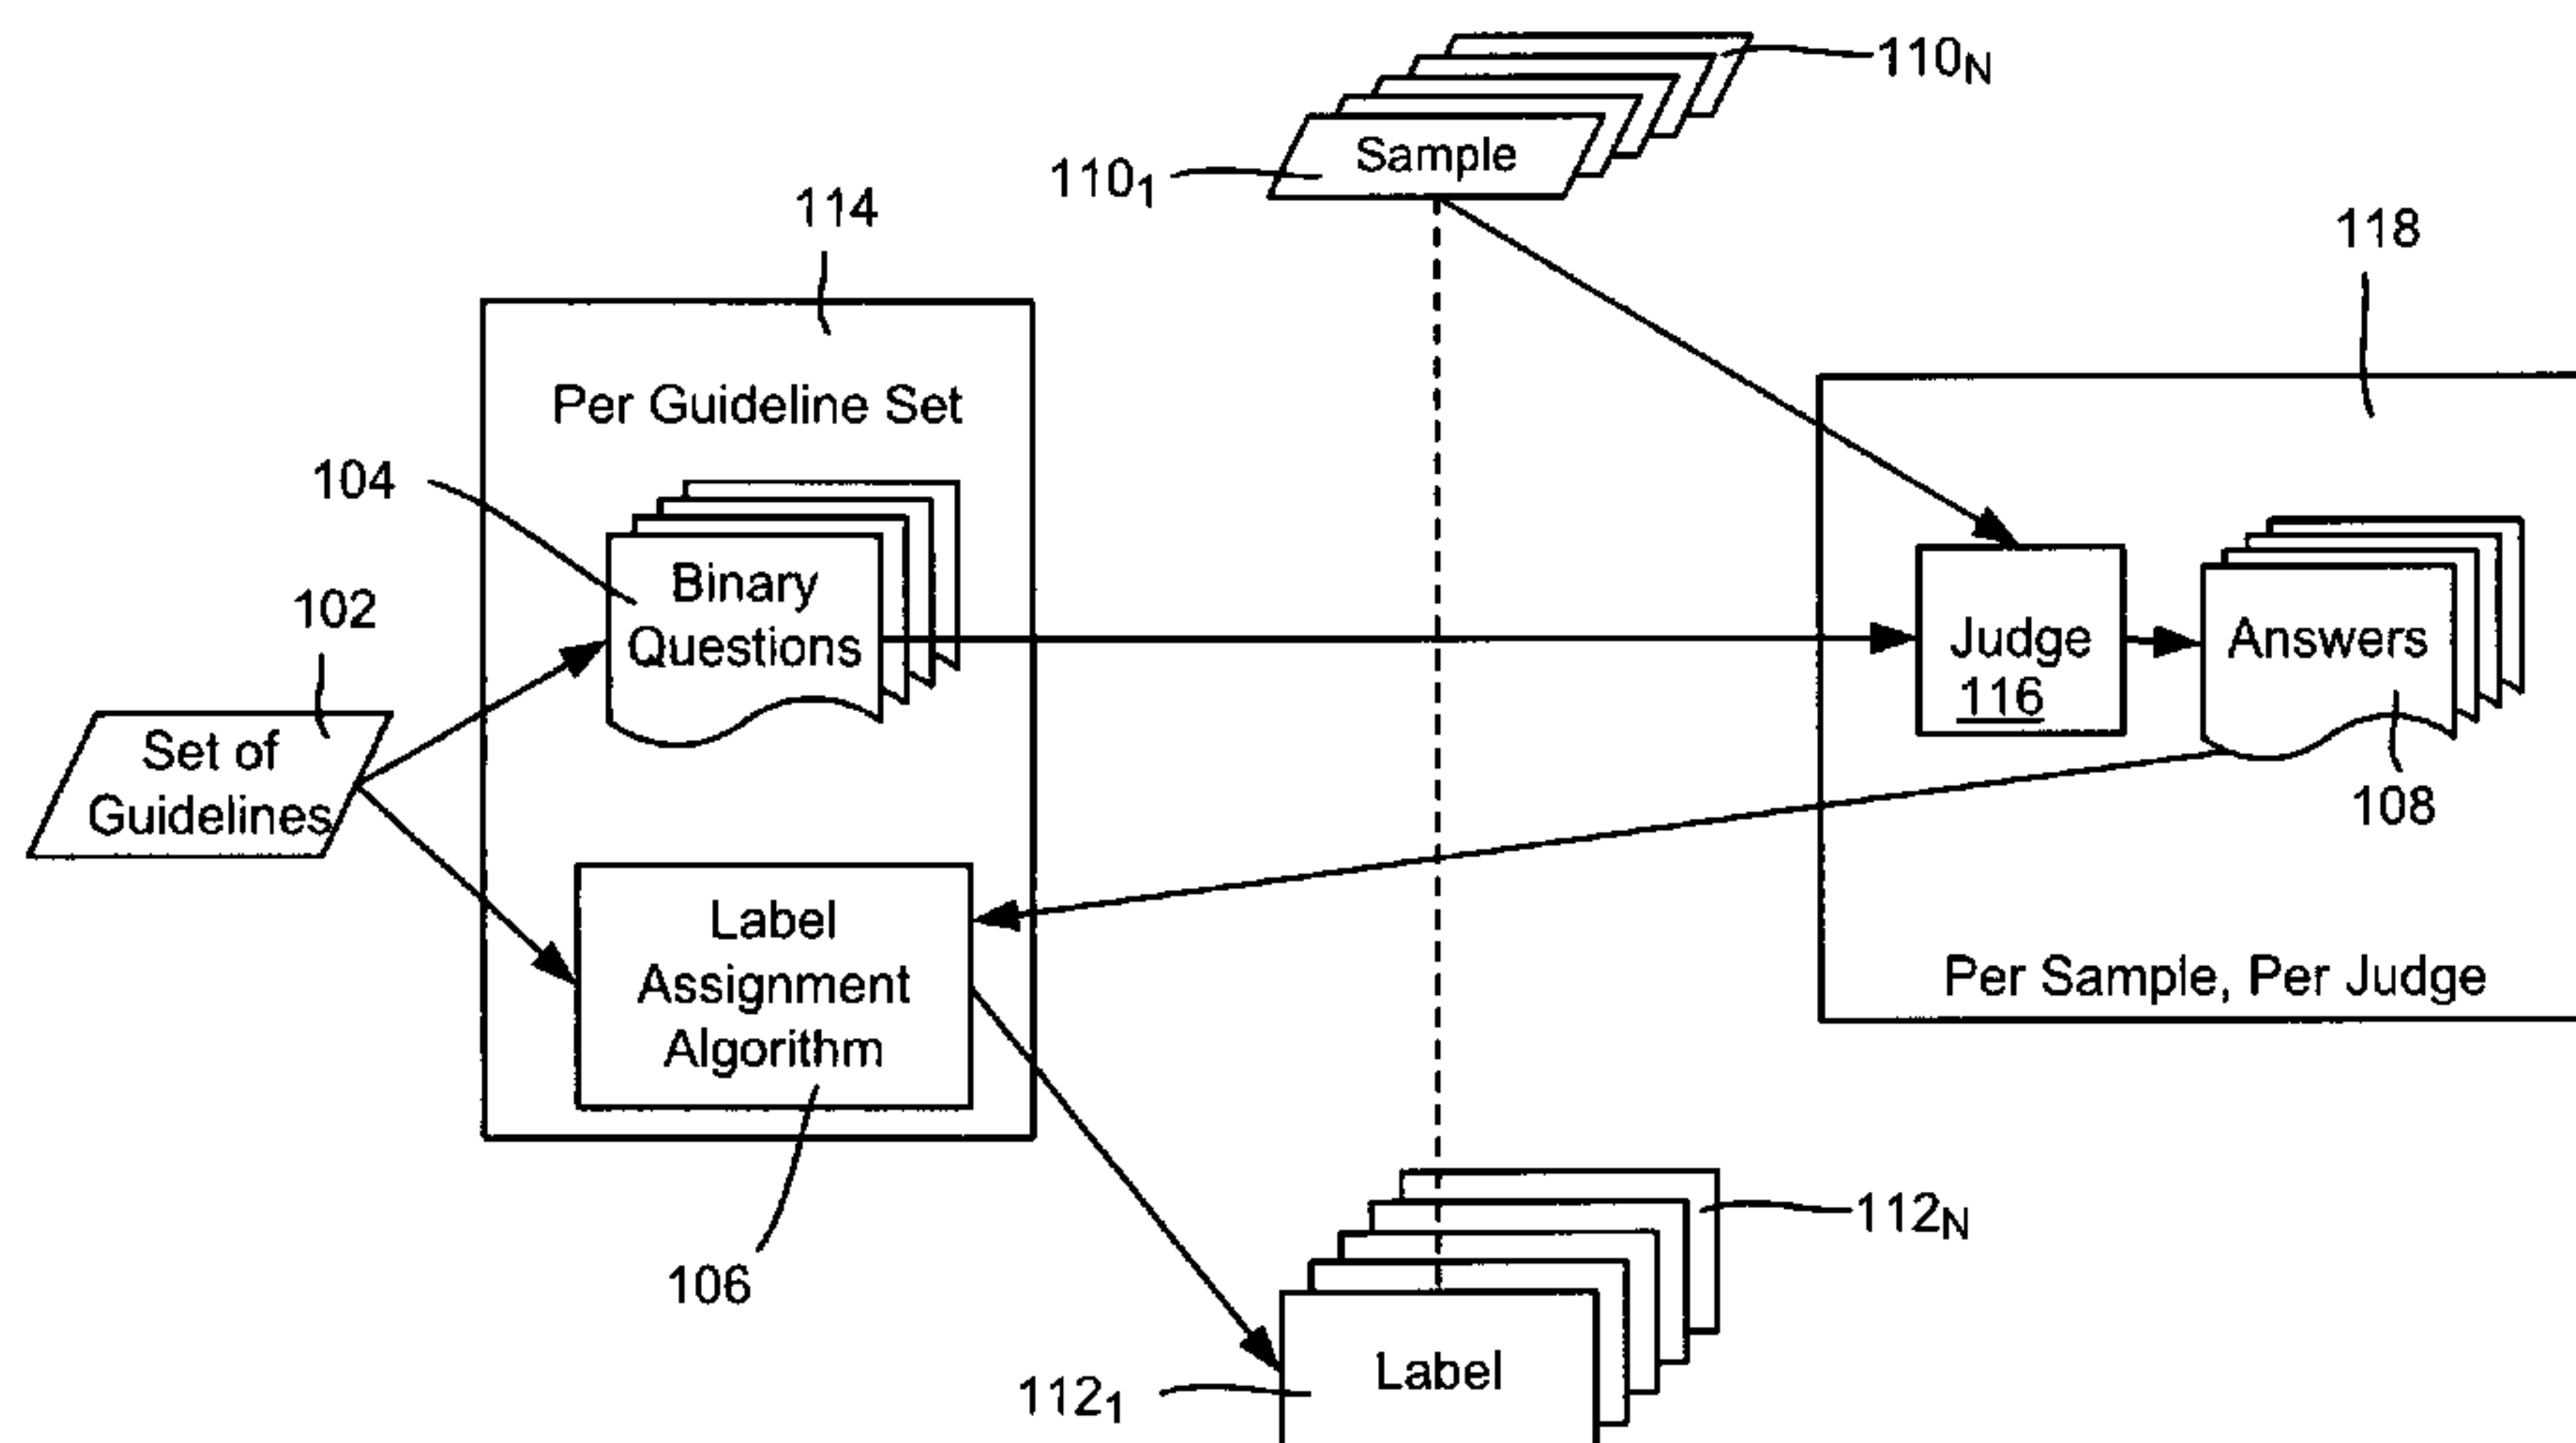 110N
Sample
1101
114
118
Per Guideline Set
104
Binary
Questions
102
Set of
Guidelines
Judge
116
Answers
108
Label
Assignment
Algorithm
Per Sample, Per Judge
106
112N
Label
1121